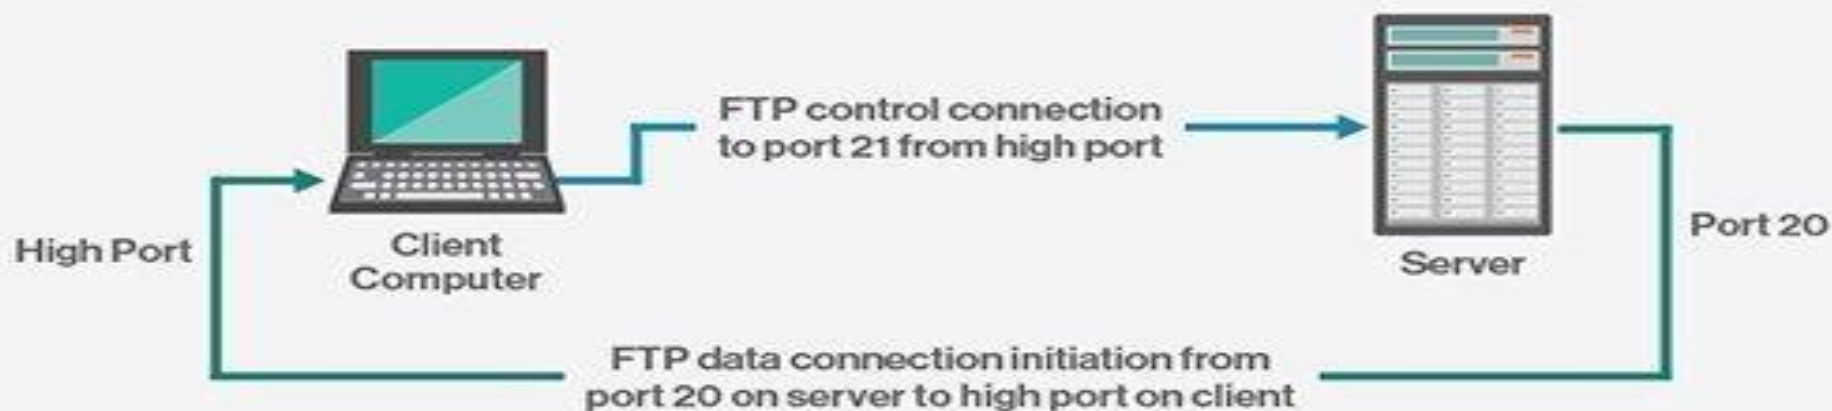 FTP control connection
to port 21 from high port
High Port
Client
Computer
Server
Port 20
FTP data connection initiation from
port 20 on server to high port on client